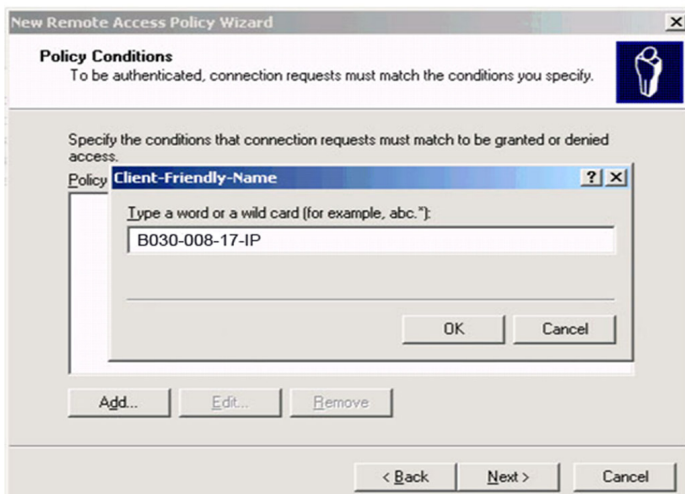 New Remote Access Policy Wizard
Policy Conditions
To be authenticated, connection requests must match the conditions you specify.
Specify the conditions that connection requests must match to be granted or denied
access.
Policy
Client-Friendly-Name
Type a word or a wild card (for example, abc.*):
B030-008-17-IP
OK Cancel
Add... Edit... Remove
< Back Next > Cancel